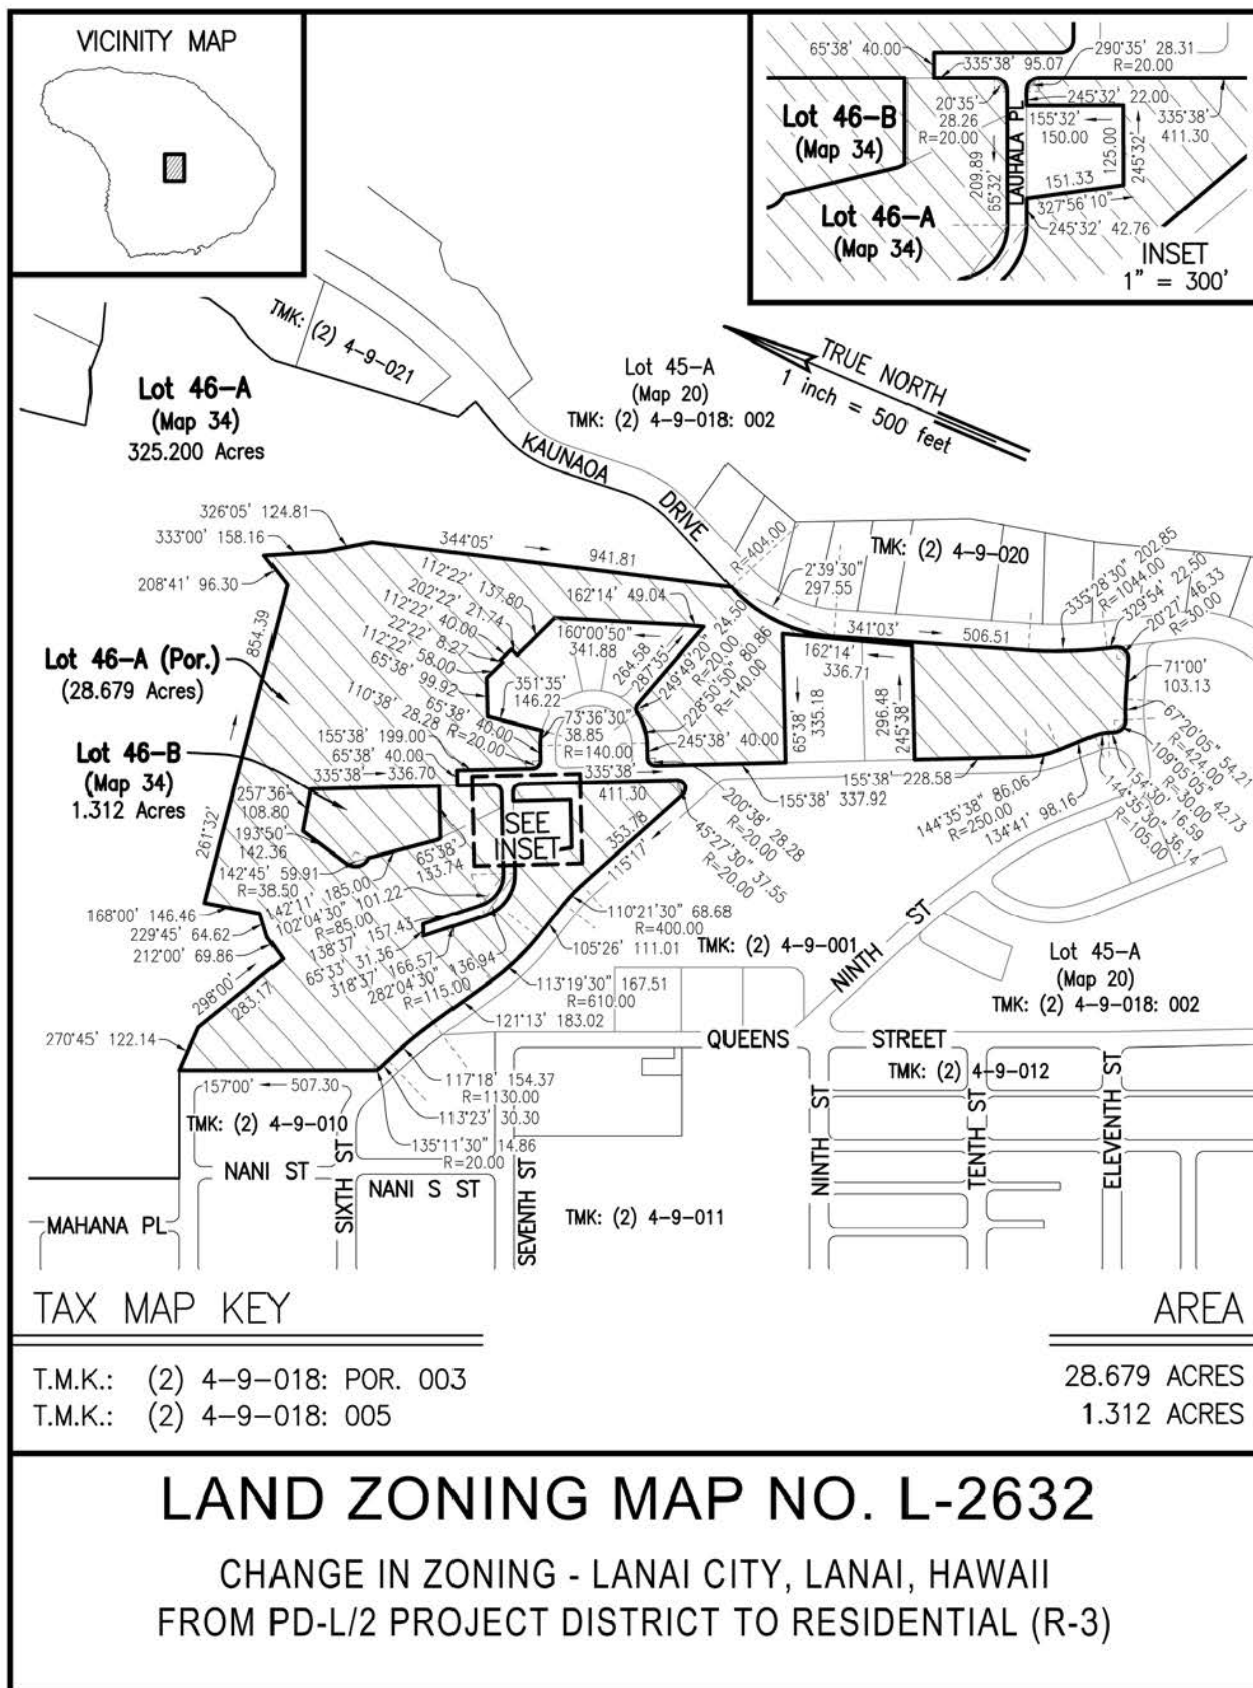 VICINITY MAP
65°38' 40.00
335°38' 95.07
290°35' 28.31
R=20.00
20°35'
28.26
R=20.00
245°32' 22.00
155°32'
150.00
335°38'
411.30
Lot 46-B
(Map 34)
209.89
65°32'
LAUHALA PL
125.00
245°32'
151.33
327°56'10"
245°32' 42.76
Lot 46-A
(Map 34)
INSET
1" = 300'
TMK: (2) 4-9-021
Lot 46-A
(Map 34)
325.200 Acres
Lot 45-A
(Map 20)
TMK: (2) 4-9-018: 002
TRUE NORTH
1 inch = 500 feet
KAUNAOA
DRIVE
326°05' 124.81
333°00' 158.16
208°41' 96.30
344°05'
941.81
R=404.00
2°39'30"
297.55
TMK: (2) 4-9-020
335°28'30" 202.85
R=1044.00
329°54' 22.50
20°27' 46.33
R=30.00
112°22' 137.80
202°22' 21.74
112°22' 40.00
22°22' 8.27
112°22' 58.00
65°38' 99.92
162°14' 49.04
160°00'50"
341.88
264.58
287°35'
249°49'20" 24.50
R=20.00
228°50'50" 80.86
R=140.00
341°03'
506.51
162°14'
336.71
71°00'
103.13
854.39
Lot 46-A (Por.)
(28.679 Acres)
351°35'
146.22
65°38' 40.00
110°38' 28.28
R=20.00
73°36'30"
38.85
R=140.00
245°38' 40.00
65°38'
335.18
296.48
245°38'
67°20'05" 54.21
R=424.00
109°05'05" 42.73
R=30.00
155°38' 199.00
65°38' 40.00
335°38'
336.70
335°38'
411.30
155°38' 337.92
155°38' 228.58
144°35'38" 86.06
R=250.00
134°41' 98.16
154°30' 16.59
144°35'30" 36.14
R=105.00
Lot 46-B
(Map 34)
1.312 Acres
257°36'
108.80
193°50'
142.36
142°45' 59.91
R=38.50
SEE
INSET
353.78
115°17'
200°38' 28.28
R=20.00
45°27'30" 37.55
R=20.00
261°32'
65°38'
133.74
142°11' 185.00
102°04'30" 101.22
R=85.00
138°37' 157.43
65°33' 31.36
318°37' 166.57
282°04'30" 136.94
R=115.00
168°00' 146.46
229°45' 64.62
212°00' 69.86
298°00'
283.17
270°45' 122.14
110°21'30" 68.68
R=400.00
105°26' 111.01
TMK: (2) 4-9-001
113°19'30" 167.51
R=610.00
121°13' 183.02
NINTH ST
Lot 45-A
(Map 20)
TMK: (2) 4-9-018: 002
QUEENS STREET
TMK: (2) 4-9-012
157°00' 507.30
TMK: (2) 4-9-010
117°18' 154.37
R=1130.00
113°23' 30.30
135°11'30" 14.86
R=20.00
NANI ST
NANI S ST
MAHANA PL
SIXTH ST
SEVENTH ST
NINTH ST
TENTH ST
ELEVENTH ST
TMK: (2) 4-9-011
TAX MAP KEY
AREA
T.M.K.: (2) 4-9-018: POR. 003
28.679 ACRES
T.M.K.: (2) 4-9-018: 005
1.312 ACRES
LAND ZONING MAP NO. L-2632
CHANGE IN ZONING - LANAI CITY, LANAI, HAWAII
FROM PD-L/2 PROJECT DISTRICT TO RESIDENTIAL (R-3)